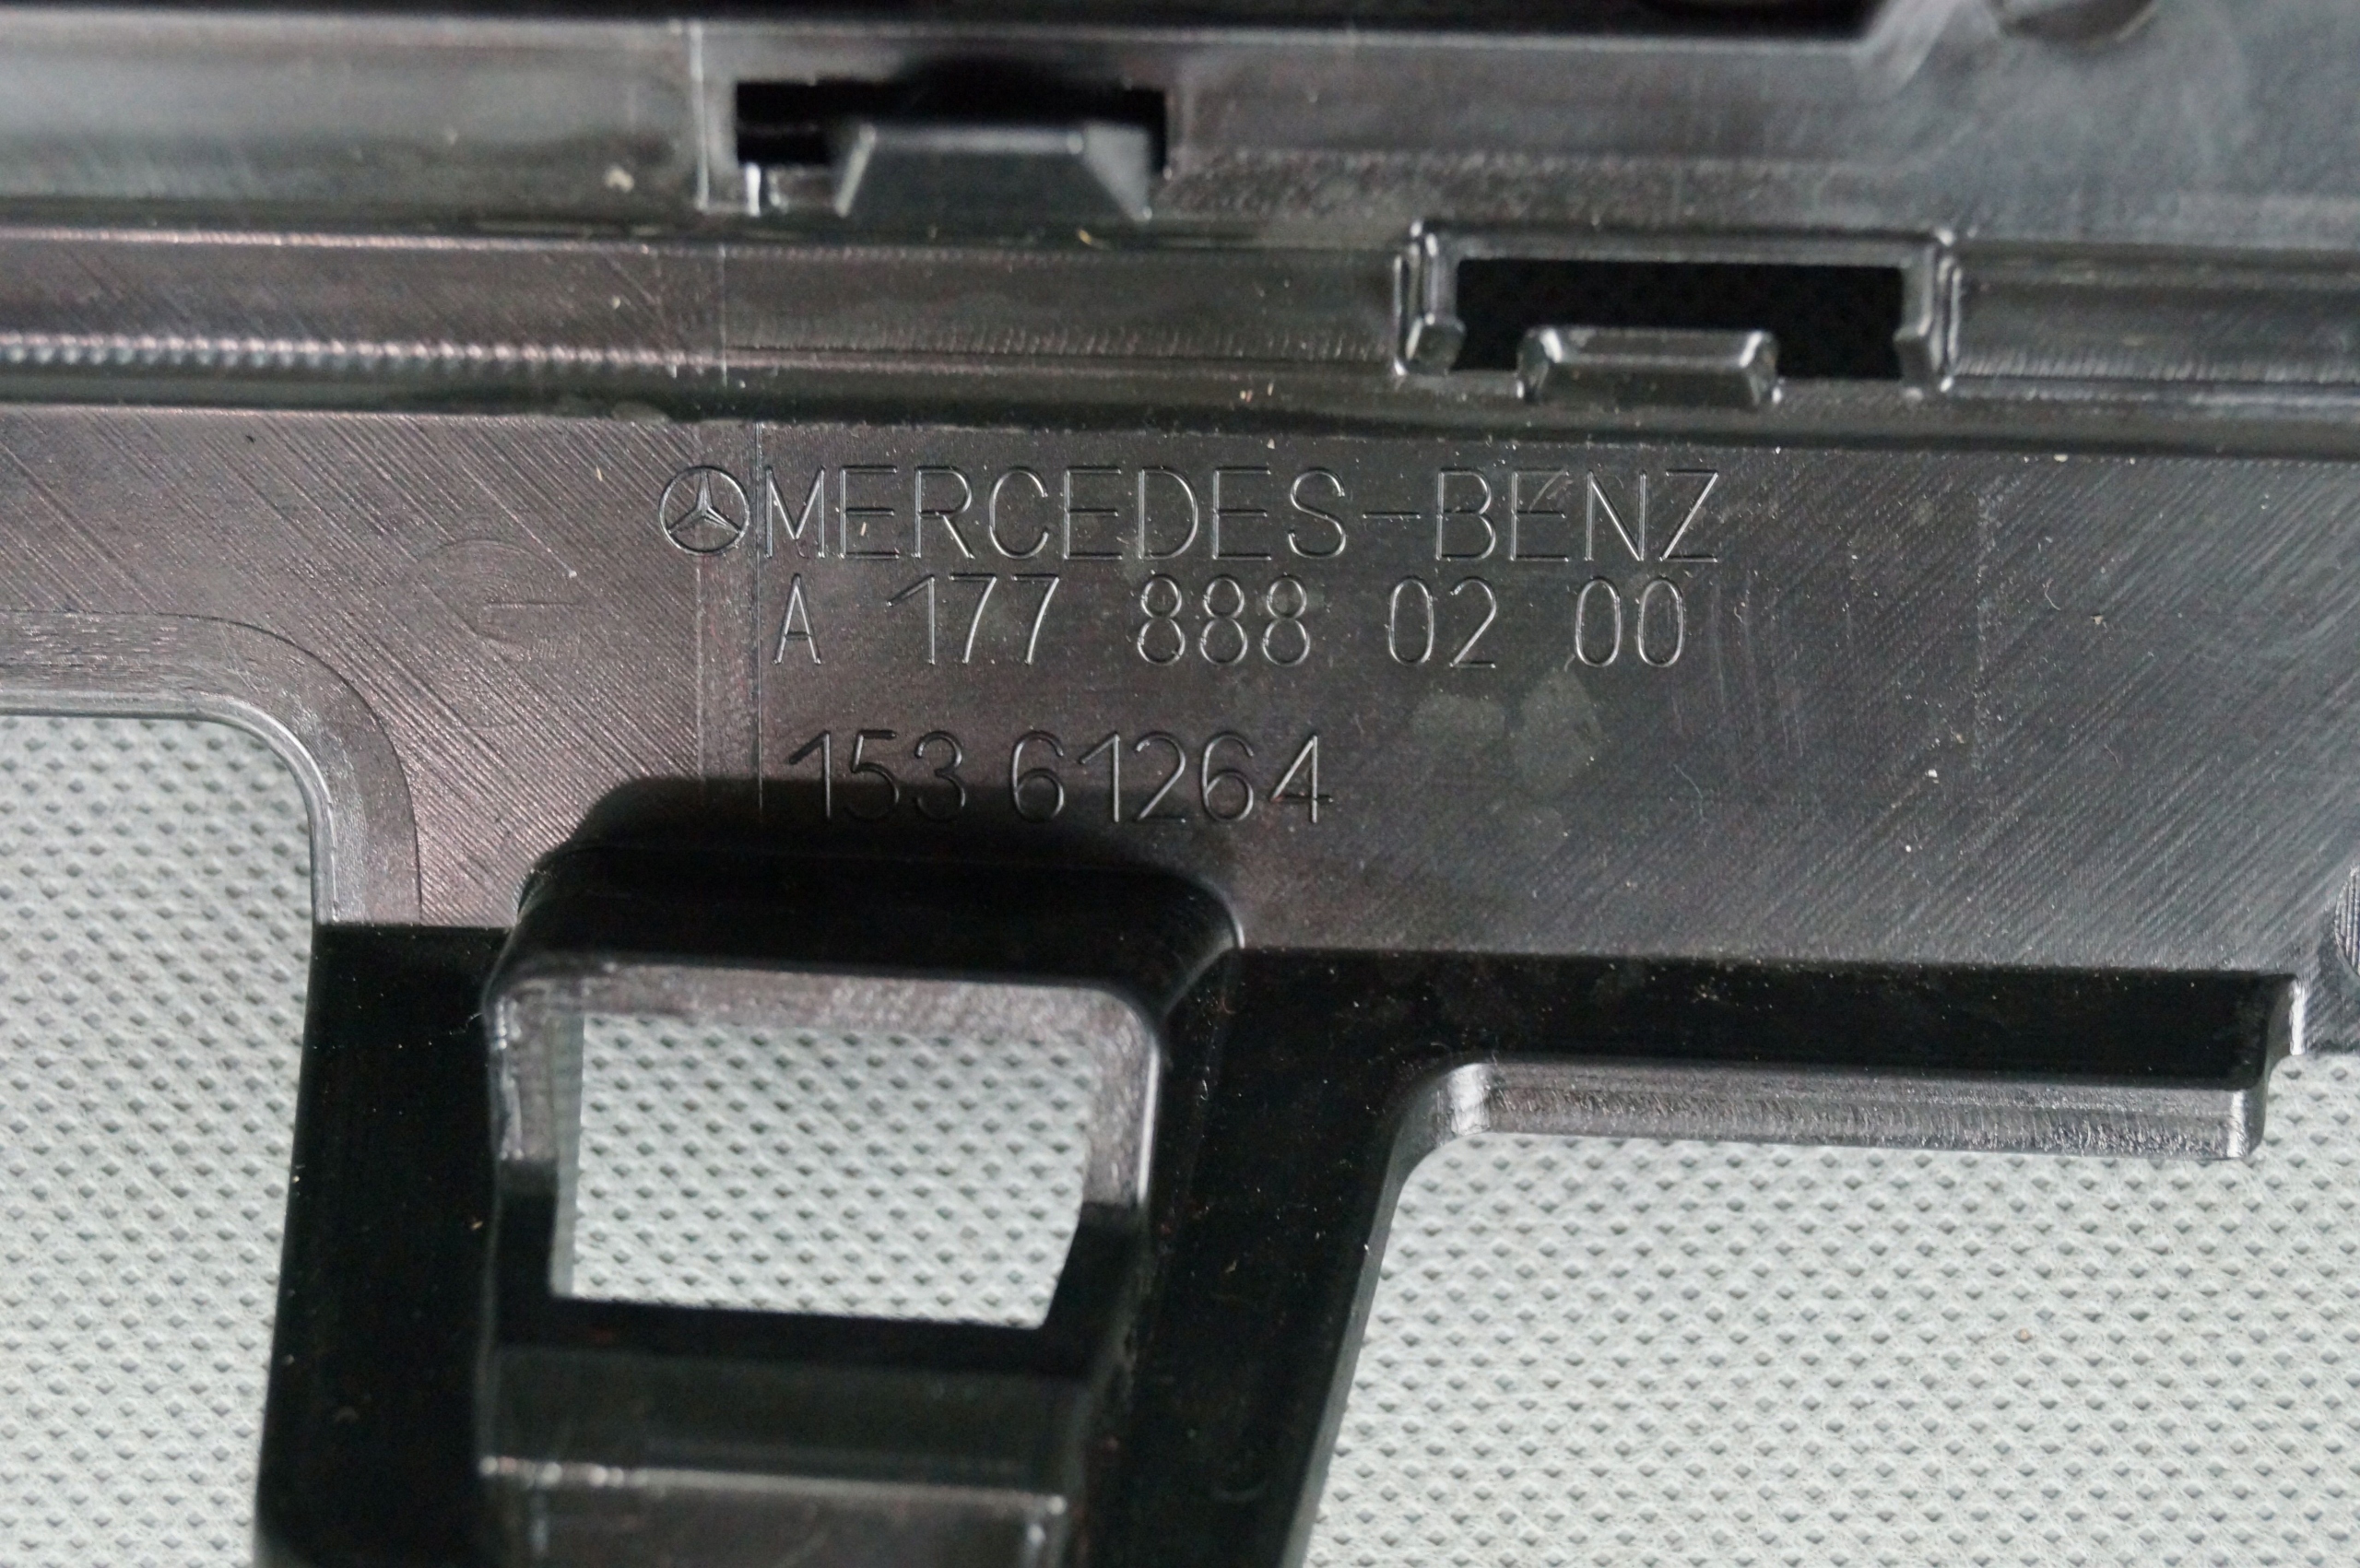 MERCEDES-BENZ
A 177 888 02 00
153 61264